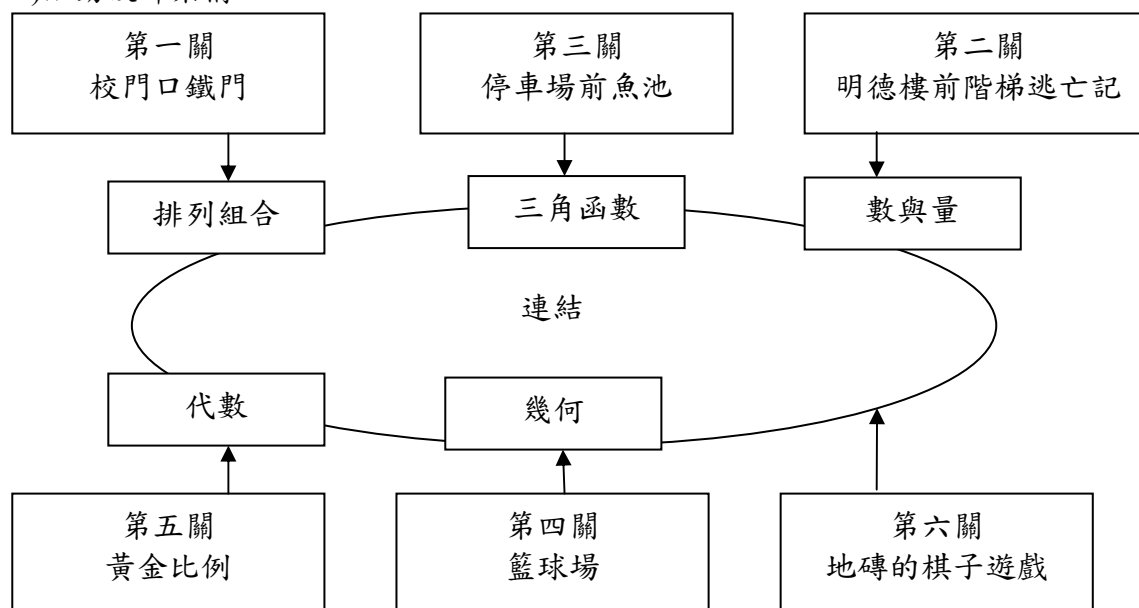 第一關
校門口鐵門
第三關
停車場前魚池
第二關
明德樓前階梯逃亡記
排列組合
三角函數
數與量
連結
代數
幾何
第五關
黃金比例
第四關
籃球場
第六關
地磚的棋子遊戲